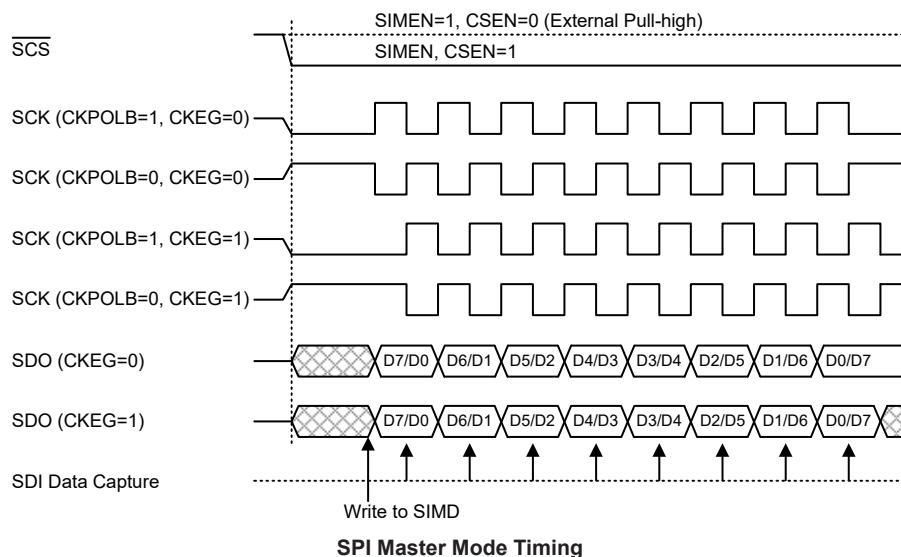 SIMEN=1, CSEN=0 (External Pull-high)
SCS
SIMEN, CSEN=1
SCK (CKPOLB=1, CKEG=0)
SCK (CKPOLB=0, CKEG=0)
SCK (CKPOLB=1, CKEG=1)
SCK (CKPOLB=0, CKEG=1)
SDO (CKEG=0) D7/D0 D6/D1 D5/D2 D4/D3 D3/D4 D2/D5 D1/D6 D0/D7
SDO (CKEG=1) D7/D0 D6/D1 D5/D2 D4/D3 D3/D4 D2/D5 D1/D6 D0/D7
SDI Data Capture
Write to SIMD
SPI Master Mode Timing